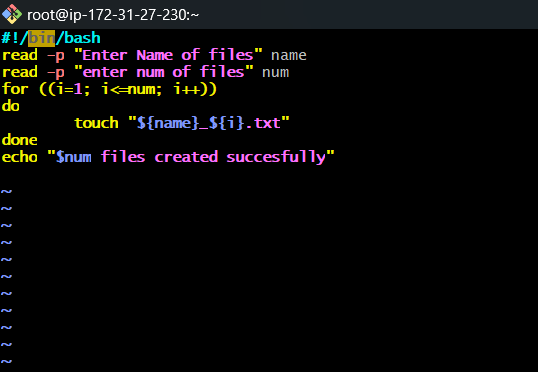 root@ip-172-31-27-230:~
#!/bin/bash
read -p "Enter Name of files" name
read -p "enter num of files" num
for ((i=1; i<=num; i++))
do
        touch "${name}_${i}.txt"
done
echo "$num files created succesfully"
~
~
~
~
~
~
~
~
~
~
~